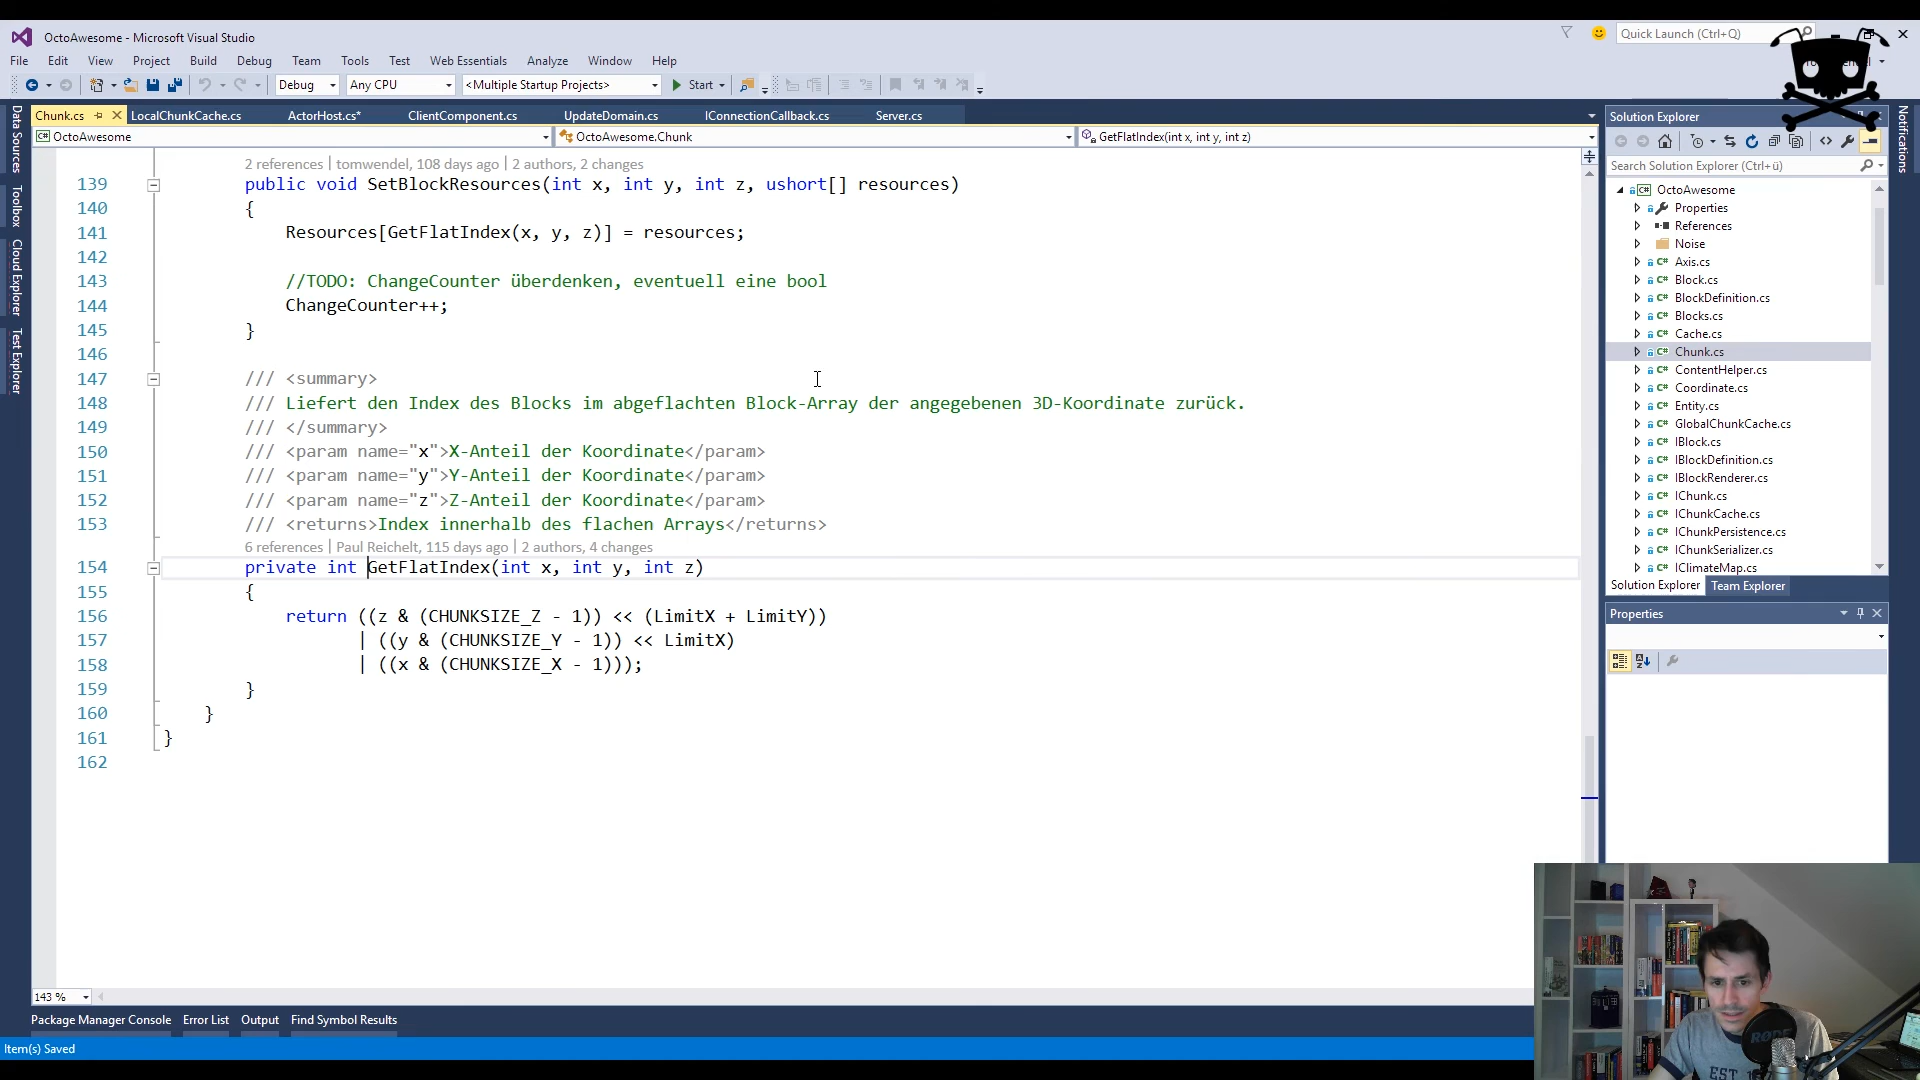 OctoAwesome - Microsoft Visual Studio
Quick Launch (Ctrl+Q)
File Edit View Project Build Debug Team Tools Test Web Essentials Analyze Window Help
Debug Any CPU <Multiple Startup Projects> Start
Chunk.cs LocalChunkCache.cs ActorHost.cs* ClientComponent.cs UpdateDomain.cs IConnectionCallback.cs Server.cs
OctoAwesome OctoAwesome.Chunk GetFlatIndex(int x, int y, int z)
Data Sources
Toolbox
Cloud Explorer
Test Explorer
2 references | tomwendel, 108 days ago | 2 authors, 2 changes
139 public void SetBlockResources(int x, int y, int z, ushort[] resources)
140 {
141 Resources[GetFlatIndex(x, y, z)] = resources;
142
143 //TODO: ChangeCounter überdenken, eventuell eine bool
144 ChangeCounter++;
145 }
146
147 /// <summary>
148 /// Liefert den Index des Blocks im abgeflachten Block-Array der angegebenen 3D-Koordinate zurück.
149 /// </summary>
150 /// <param name="x">X-Anteil der Koordinate</param>
151 /// <param name="y">Y-Anteil der Koordinate</param>
152 /// <param name="z">Z-Anteil der Koordinate</param>
153 /// <returns>Index innerhalb des flachen Arrays</returns>
6 references | Paul Reichelt, 115 days ago | 2 authors, 4 changes
154 private int GetFlatIndex(int x, int y, int z)
155 {
156 return ((z & (CHUNKSIZE_Z - 1)) << (LimitX + LimitY))
157 | ((y & (CHUNKSIZE_Y - 1)) << LimitX)
158 | ((x & (CHUNKSIZE_X - 1)));
159 }
160 }
161 }
162
143 %
Package Manager Console Error List Output Find Symbol Results
Item(s) Saved
Solution Explorer
Search Solution Explorer (Ctrl+ü)
OctoAwesome
Properties
References
Noise
Axis.cs
Block.cs
BlockDefinition.cs
Blocks.cs
Cache.cs
Chunk.cs
ContentHelper.cs
Coordinate.cs
Entity.cs
GlobalChunkCache.cs
IBlock.cs
IBlockDefinition.cs
IBlockRenderer.cs
IChunk.cs
IChunkCache.cs
IChunkPersistence.cs
IChunkSerializer.cs
IClimateMap.cs
Solution Explorer Team Explorer
Properties
Notifications
RØDE
EST